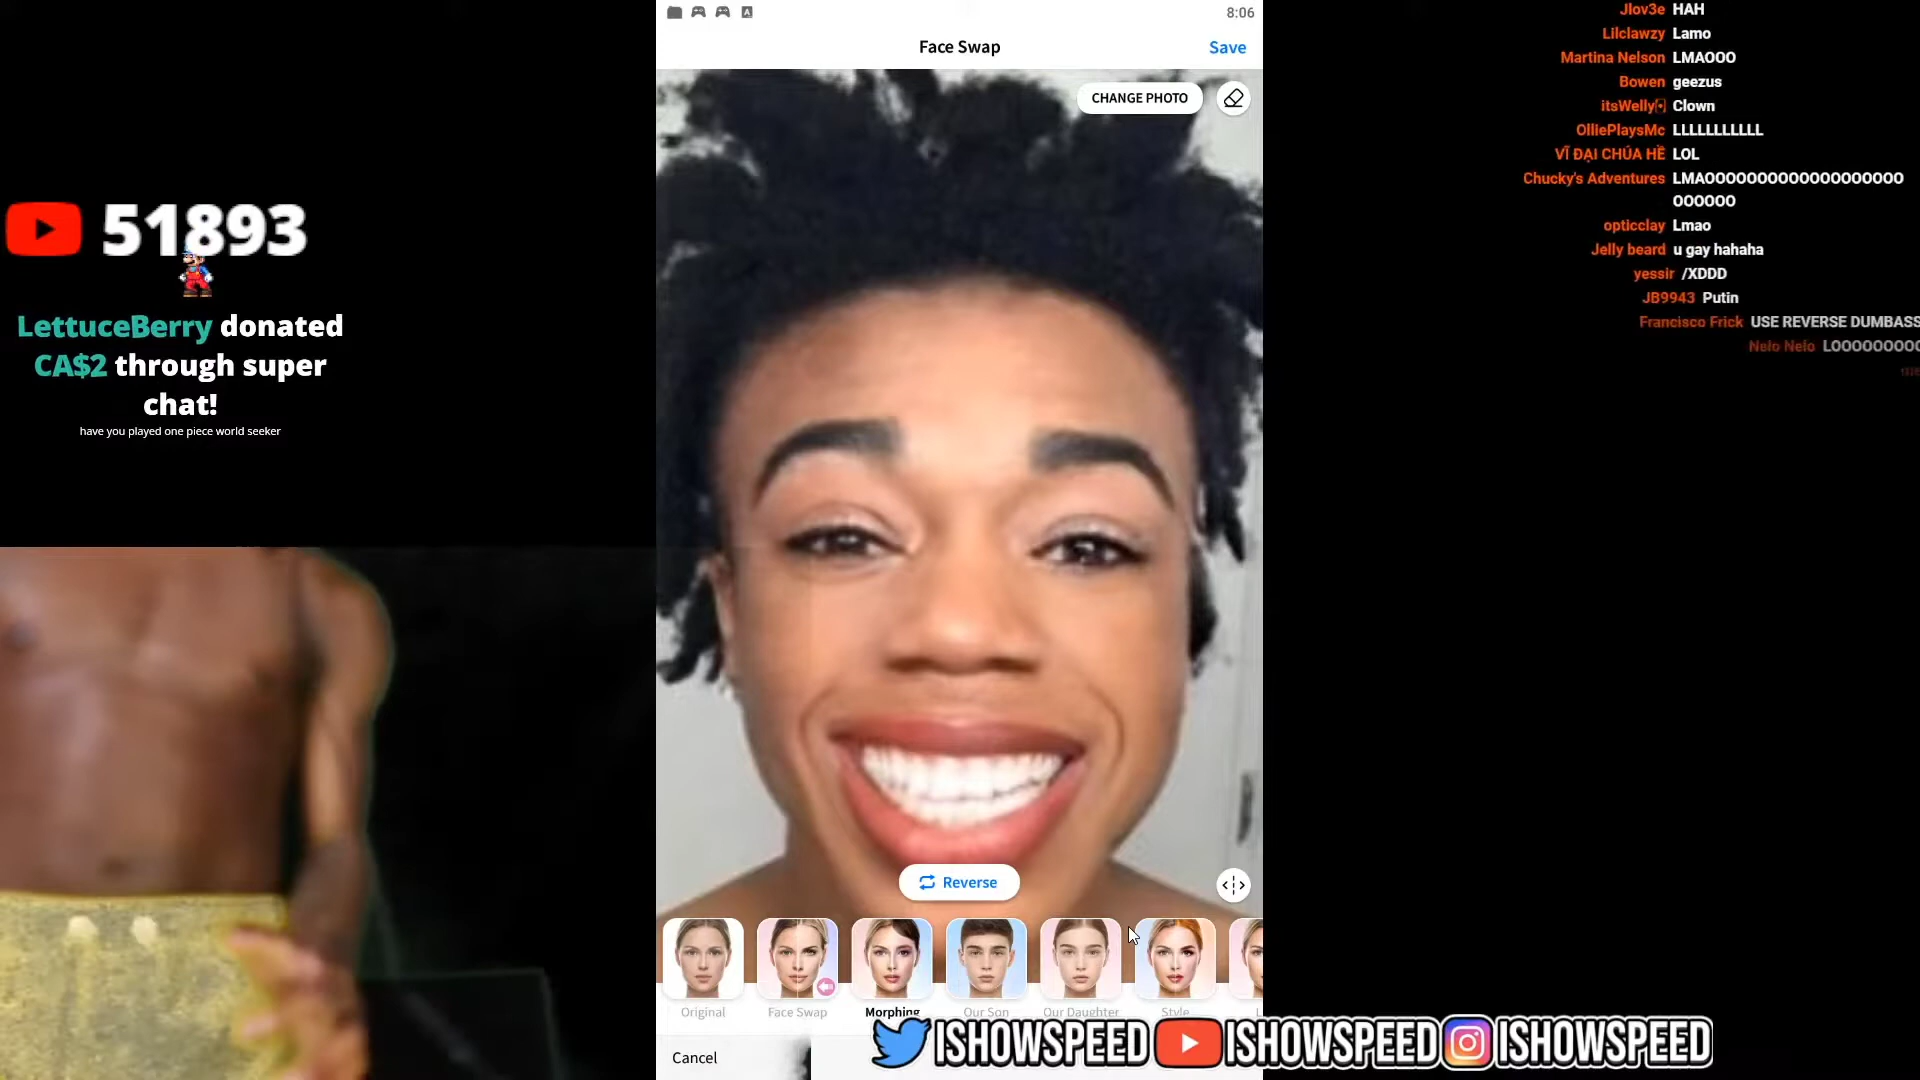 8:06
Face Swap
Save
CHANGE PHOTO
51893
LettuceBerry donated
CA$2 through super
chat!
have you played one piece world seeker
Jlov3e HAH
Lilclawzy Lamo
Martina Nelson LMAOOO
Bowen geezus
itsWelly Clown
OlliePlaysMc LLLLLLLLLLL
VĨ ĐẠI CHÚA HỀ LOL
Chucky's Adventures LMAOOOOOOOOOOOOOOOOOOO
OOOOOO
opticclay Lmao
Jelly beard u gay hahaha
yessir /XDDD
JB9943 Putin
Francisco Frick USE REVERSE DUMBASS
Nelo Nelo LOOOOOOOOO
Reverse
Original
Face Swap
Morphing
Our Son
Our Daughter
Style
Cancel
ISHOWSPEED ISHOWSPEED ISHOWSPEED